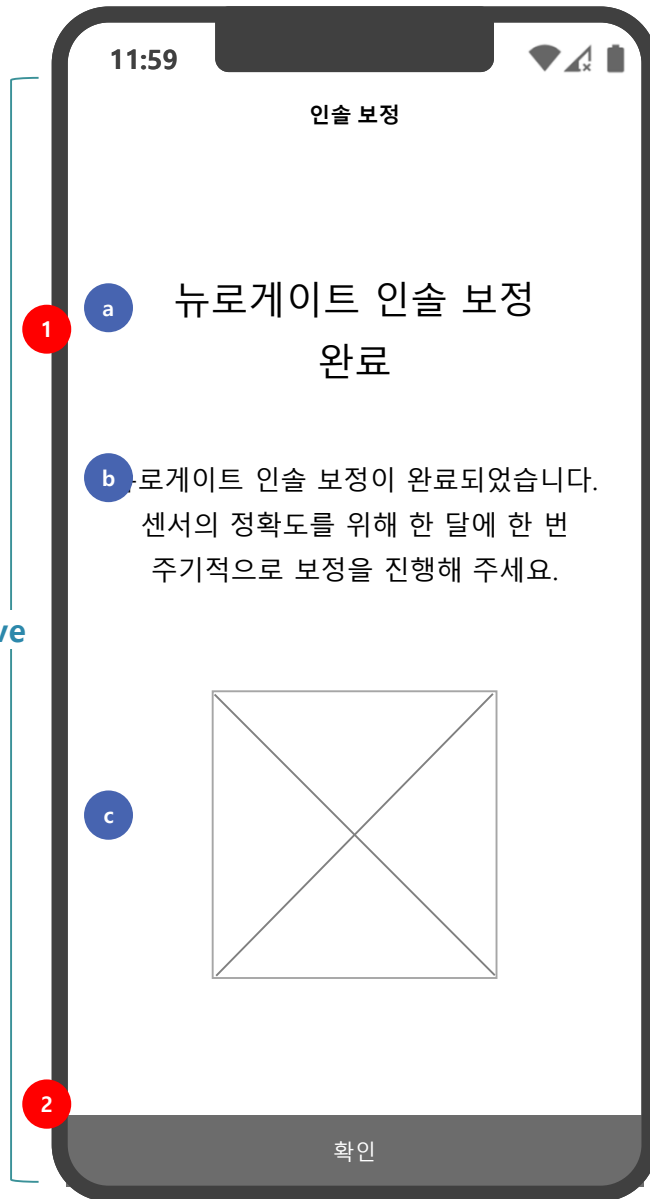 11:59
인솔 보정
a
뉴로게이트 인솔 보정
1
완료
b
로게이트 인솔 보정이 완료되었습니다.
센서의 정확도를 위해 한 달에 한 번
주기적으로 보정을 진행해 주세요.
ve
c
2
확인